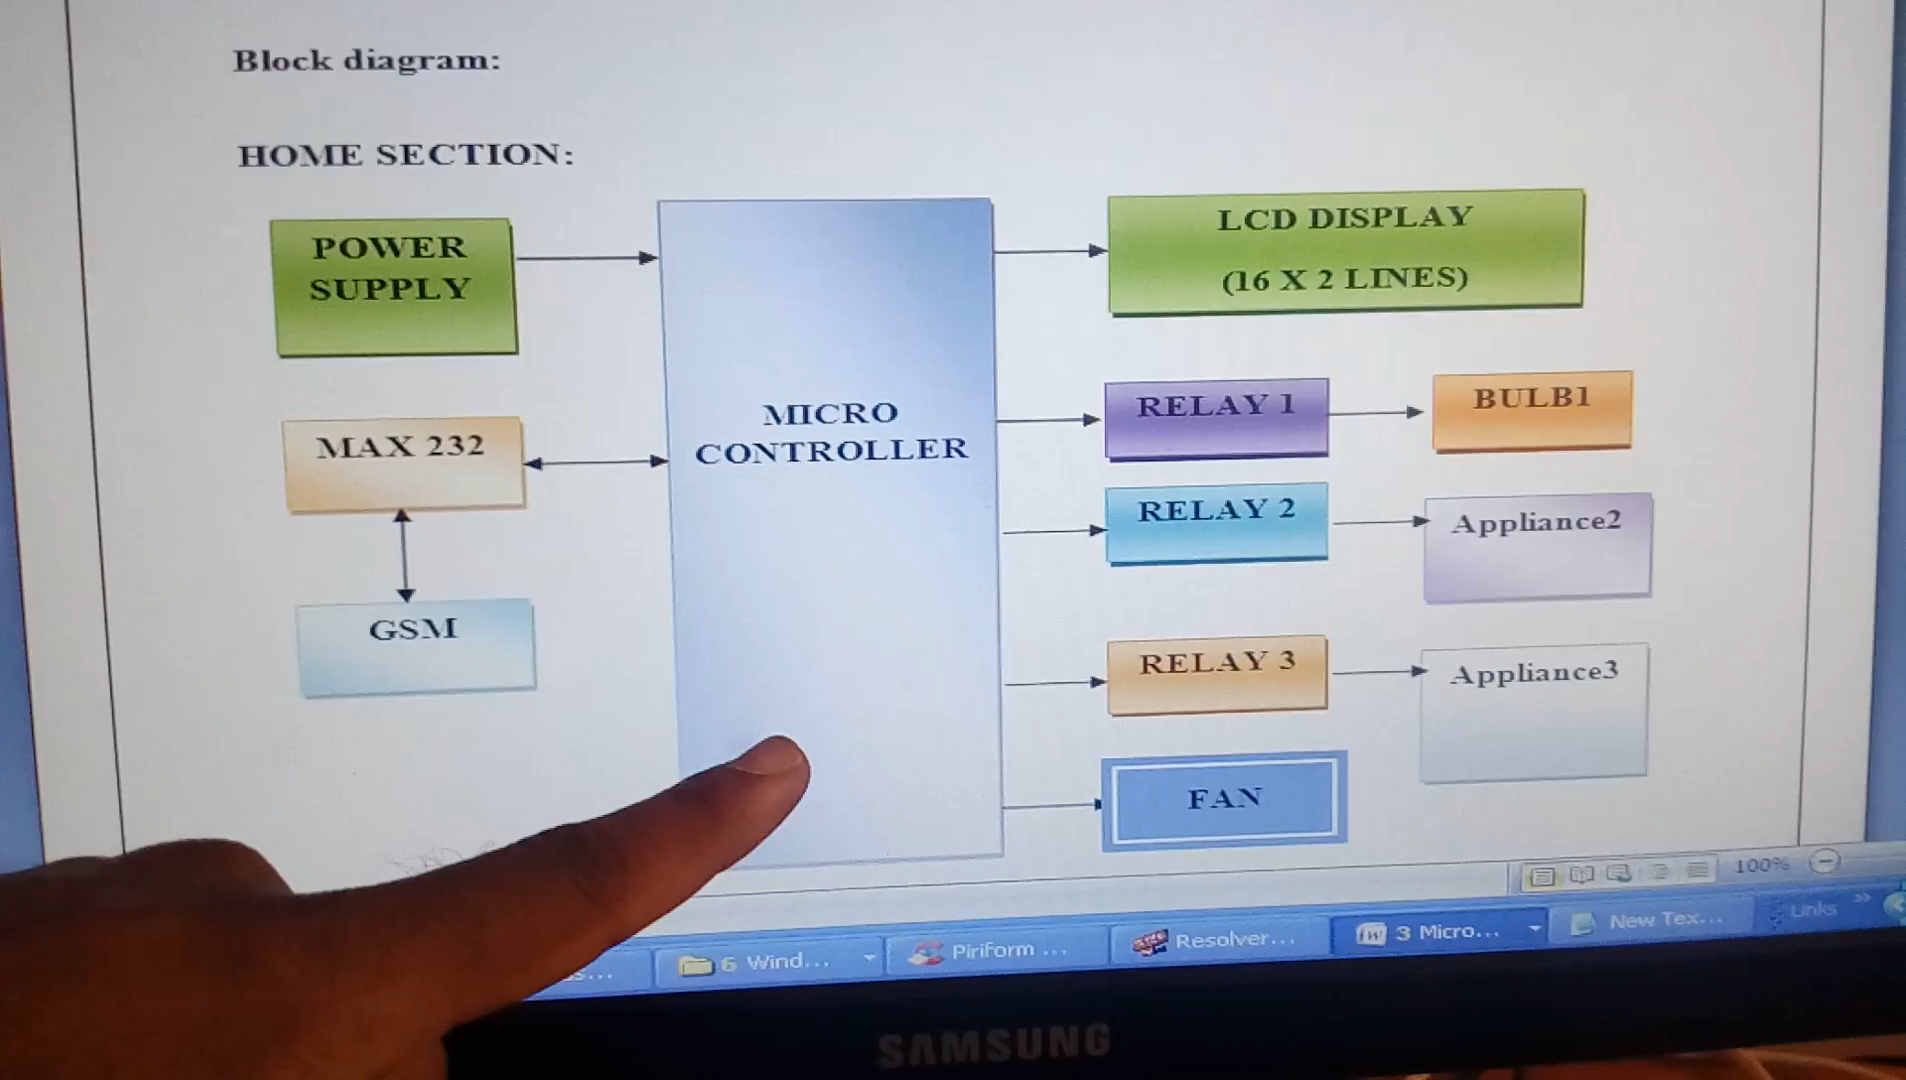 Block diagram:
HOME SECTION:
POWER
SUPPLY
MAX 232
GSM
MICRO
CONTROLLER
LCD DISPLAY
(16 X 2 LINES)
RELAY 1
BULB1
RELAY 2
Appliance2
RELAY 3
Appliance3
FAN
100%
s...
6 Wind...
Piriform ...
Resolver...
3 Micro...
New Tex...
Links
SAMSUNG